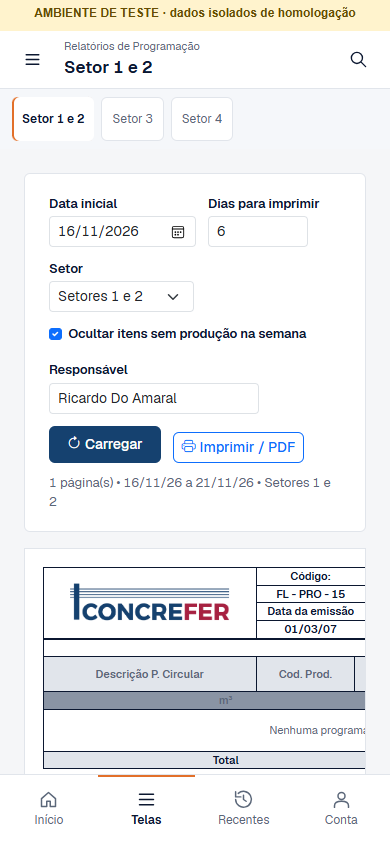 AMBIENTE DE TESTE · dados isolados de homologação
Relatórios de Programação
Setor 1 e 2
Setor 1 e 2
Setor 3
Setor 4
Data inicial
Dias para imprimir
16/11/2026
6
Setor
Setores 1 e 2
Ocultar itens sem produção na semana
Responsável
Ricardo Do Amaral
Carregar
Imprimir / PDF
1 página(s) • 16/11/26 a 21/11/26 • Setores 1 e
2
CONCREFER
Código:
FL - PRO - 15
Data da emissão
01/03/07
Descrição P. Circular
Cod. Prod.
m³
Nenhuma programa
Total
Início
Telas
Recentes
Conta